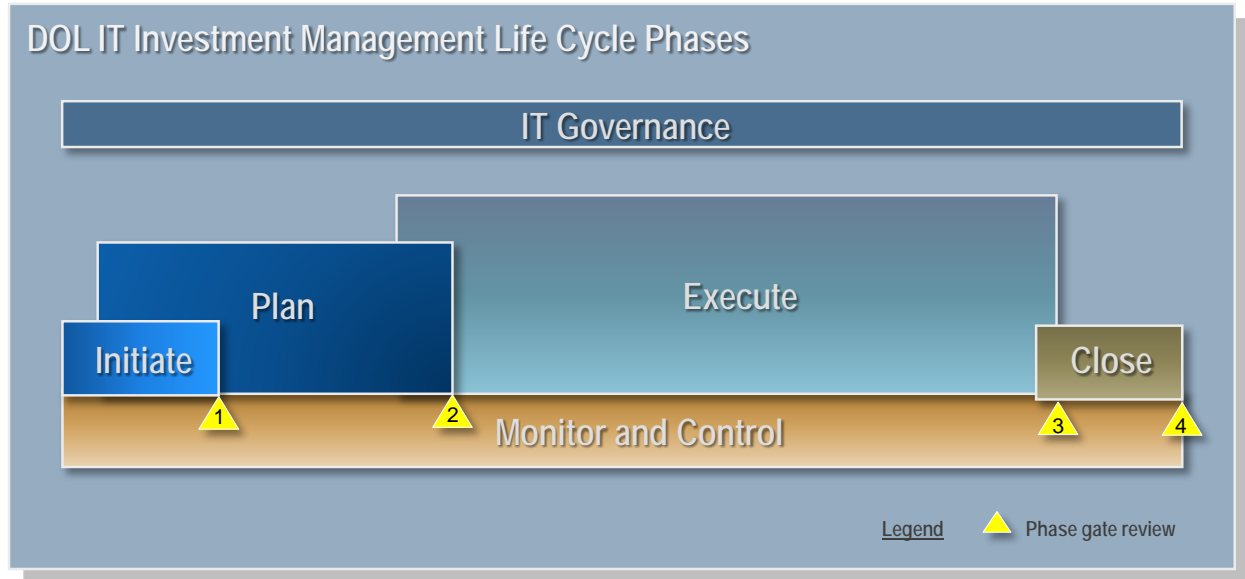 DOL IT Investment Management Life Cycle Phases
IT Governance
Plan
Execute
Initiate
Close
1
2
3
4
Monitor and Control
Legend Phase gate review